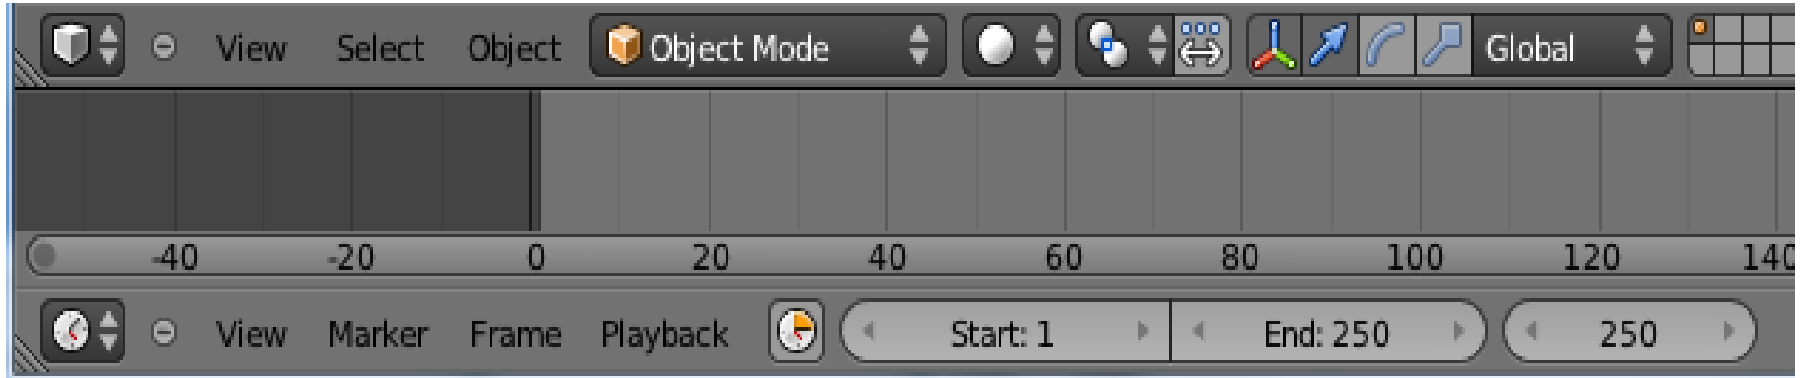 View Select Object Object Mode Global
-40 -20 0 20 40 60 80 100 120 140
View Marker Frame Playback Start: 1 End: 250 250